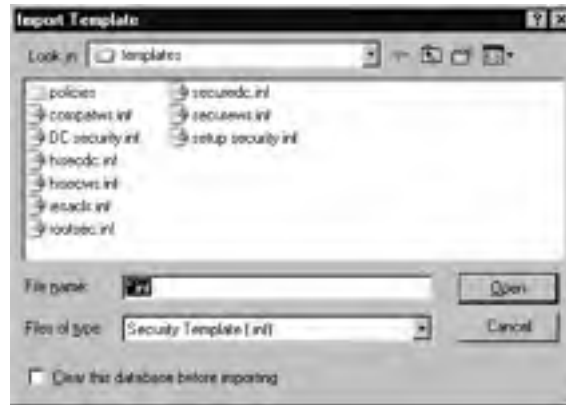 Import Template
Look in: templates
policies
compatws.inf
DC security.inf
hisecdc.inf
hisecws.inf
iesacls.inf
rootsec.inf
securedc.inf
securews.inf
setup security.inf
File name: *.inf
Open
Files of type: Security Template (.inf)
Cancel
Clear this database before importing